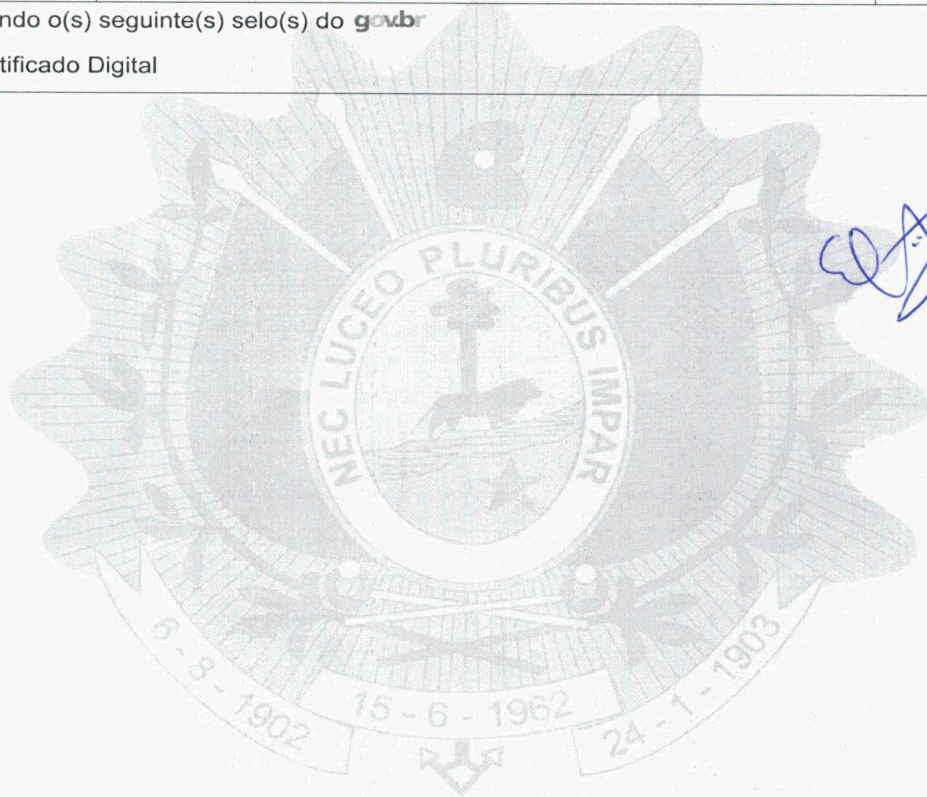 ndo o(s) seguinte(s) selo(s) do gov.br
tificado Digital
NEC LUCEO PLURIBUS IMPAR
6 - 8 - 1902
15 - 6 - 1962
24 - 1 - 1903